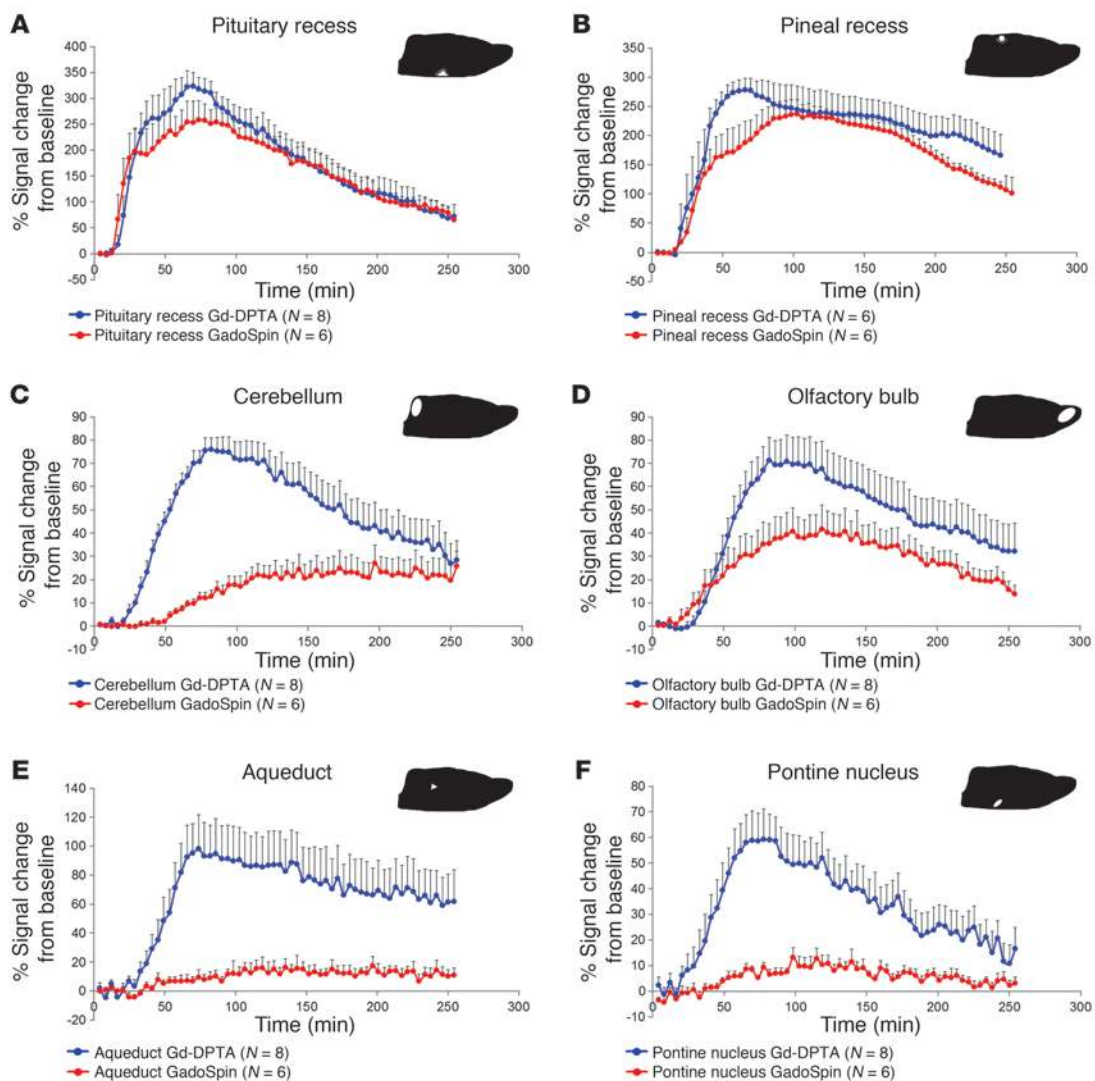 A Pituitary recess
% Signal change
from baseline
400
350
300
250
200
150
100
50
0
-50
0 50 100 150 200 250 300
Time (min)
Pituitary recess Gd-DPTA (N = 8)
Pituitary recess GadoSpin (N = 6)
B Pineal recess
% Signal change
from baseline
350
300
250
200
150
100
50
0
-50
0 50 100 150 200 250 300
Time (min)
Pineal recess Gd-DPTA (N = 6)
Pineal recess GadoSpin (N = 6)
C Cerebellum
% Signal change
from baseline
90
80
70
60
50
40
30
20
10
0
-10
0 50 100 150 200 250 300
Time (min)
Cerebellum Gd-DPTA (N = 8)
Cerebellum GadoSpin (N = 6)
D Olfactory bulb
% Signal change
from baseline
90
80
70
60
50
40
30
20
10
0
-10
0 50 100 150 200 250 300
Time (min)
Olfactory bulb Gd-DPTA (N = 8)
Olfactory bulb GadoSpin (N = 6)
E Aqueduct
% Signal change
from baseline
140
120
100
80
60
40
20
0
-20
0 50 100 150 200 250 300
Time (min)
Aqueduct Gd-DPTA (N = 8)
Aqueduct GadoSpin (N = 6)
F Pontine nucleus
% Signal change
from baseline
80
70
60
50
40
30
20
10
0
-10
0 50 100 150 200 250 300
Time (min)
Pontine nucleus Gd-DPTA (N = 8)
Pontine nucleus GadoSpin (N = 6)